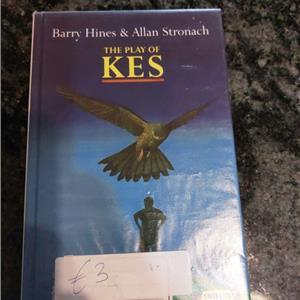 Barry Hines & Allan Stronach
THE PLAY OF
KES
£3